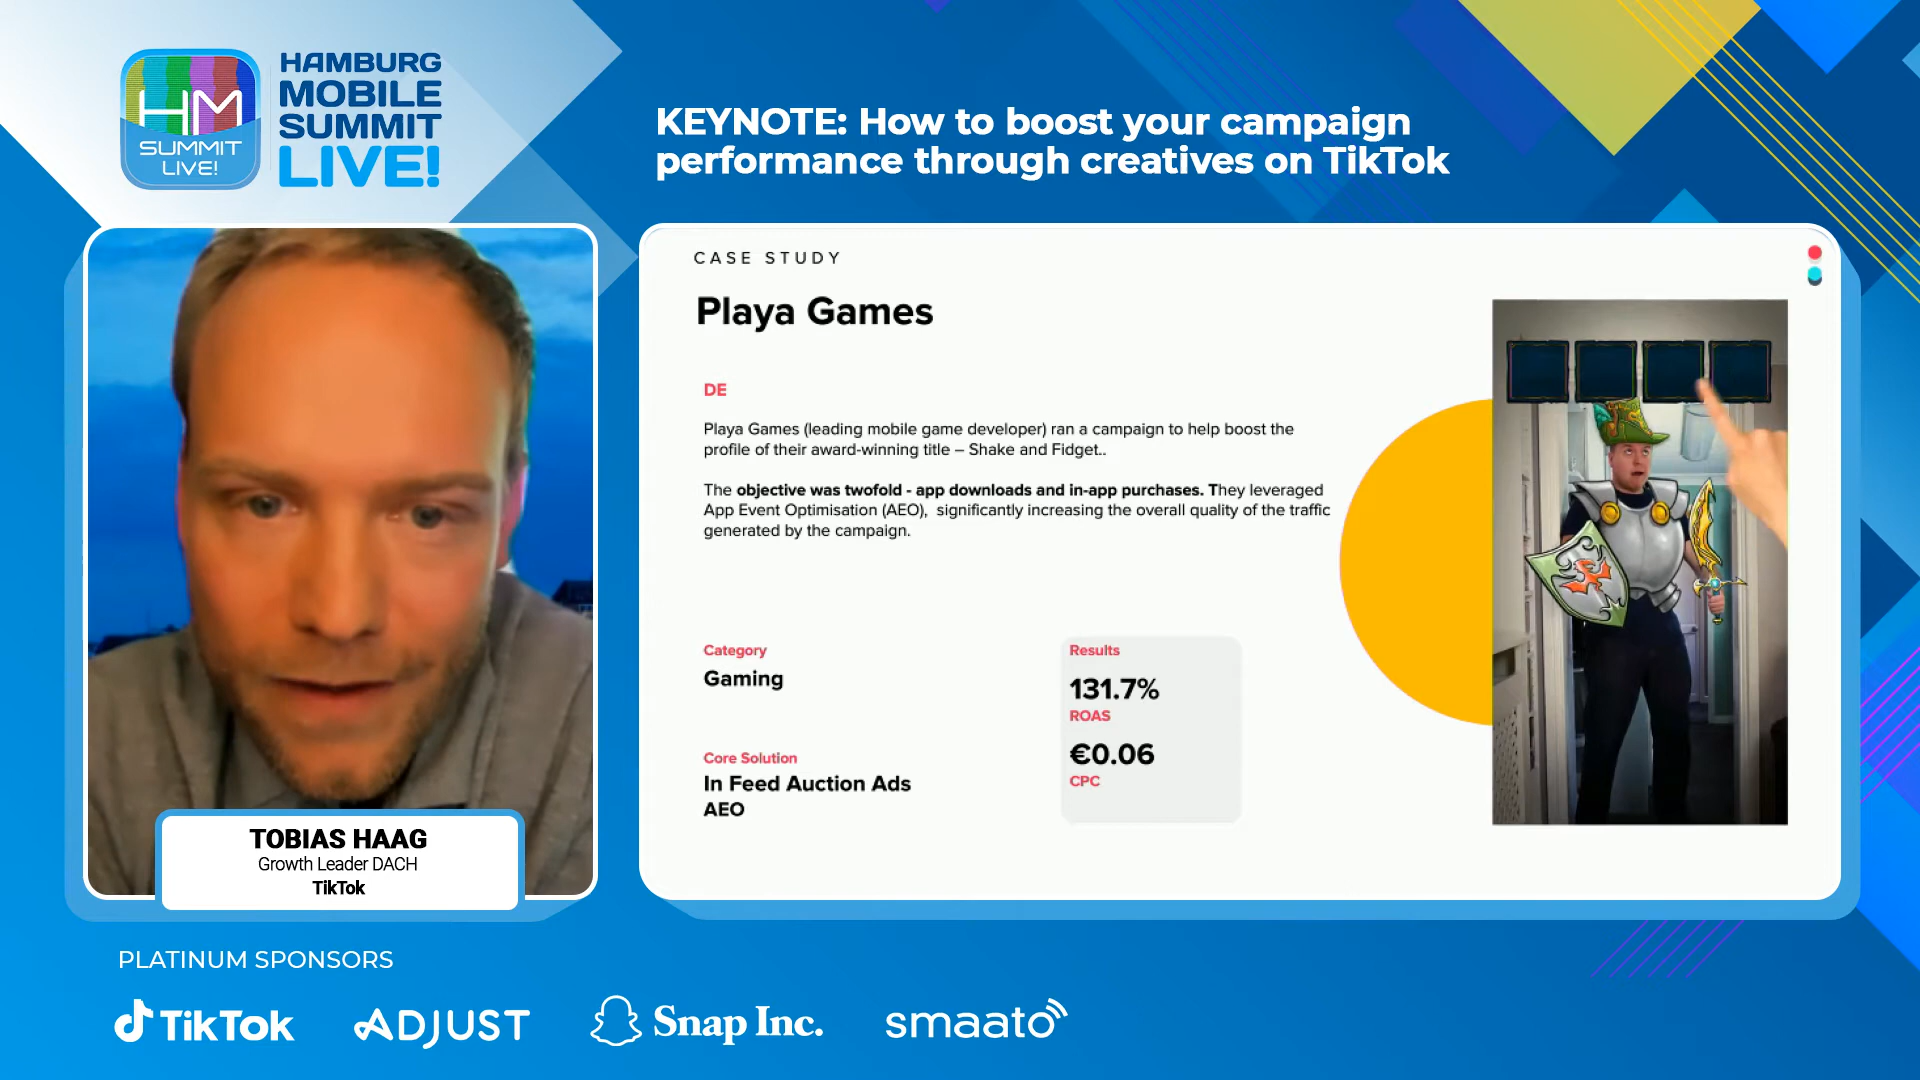 HM
SUMMIT
LIVE!
HAMBURG
MOBILE
SUMMIT
LIVE!
KEYNOTE: How to boost your campaign
performance through creatives on TikTok
CASE STUDY
Playa Games
DE
Playa Games (leading mobile game developer) ran a campaign to help boost the
profile of their award-winning title – Shake and Fidget..
The objective was twofold - app downloads and in-app purchases. They leveraged
App Event Optimisation (AEO), significantly increasing the overall quality of the traffic
generated by the campaign.
Category
Gaming
Core Solution
In Feed Auction Ads
AEO
Results
131.7%
ROAS
€0.06
CPC
TOBIAS HAAG
Growth Leader DACH
TikTok
PLATINUM SPONSORS
TikTok
ADJUST
Snap Inc.
smaato